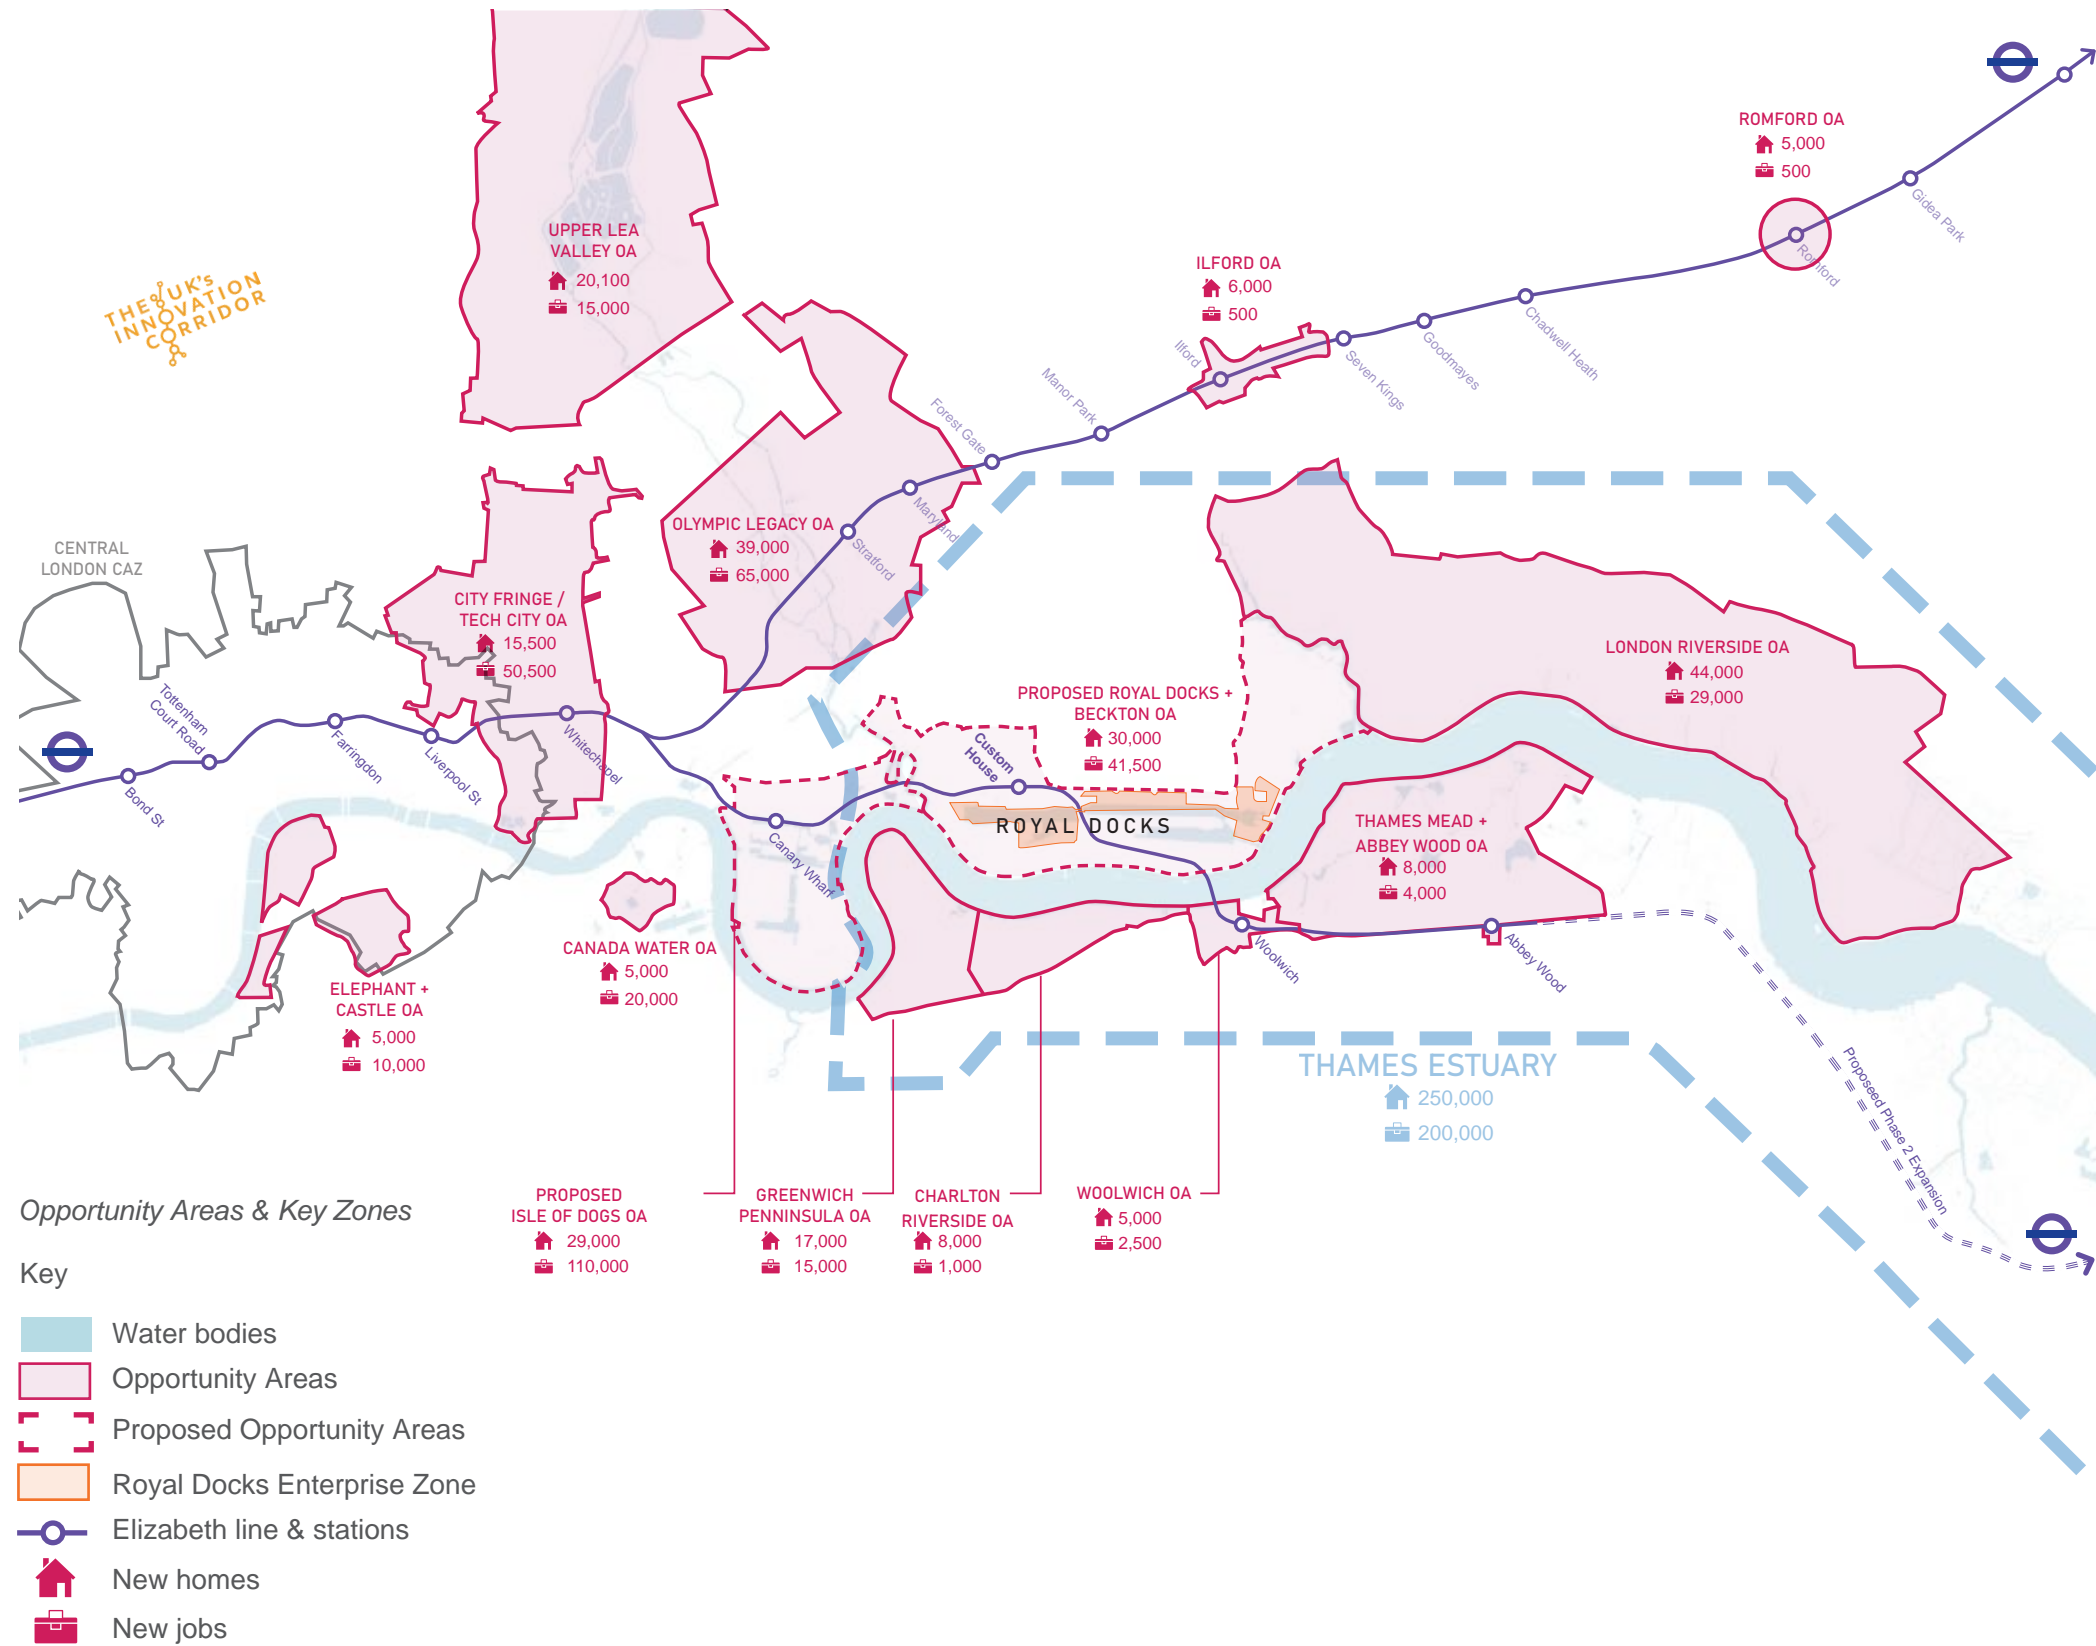 ROMFORD OA
5,000
500
Gidea Park
Romford
UPPER LEA
VALLEY OA
20,100
15,000
THE UK's
INNOVATION
CORRIDOR
ILFORD OA
6,000
500
Ilford
Seven Kings
Goodmayes
Chadwell Heath
Manor Park
Forest Gate
Maryland
Stratford
OLYMPIC LEGACY OA
39,000
65,000
CENTRAL
LONDON CAZ
CITY FRINGE /
TECH CITY OA
15,500
50,500
LONDON RIVERSIDE OA
44,000
29,000
PROPOSED ROYAL DOCKS +
BECKTON OA
30,000
41,500
Custom
House
Tottenham
Court Road
Bond St
Farringdon
Liverpool St
Whitechapel
Canary Wharf
ROYAL DOCKS
THAMES MEAD +
ABBEY WOOD OA
8,000
4,000
CANADA WATER OA
5,000
20,000
Woolwich
Abbey Wood
ELEPHANT +
CASTLE OA
5,000
10,000
THAMES ESTUARY
250,000
200,000
Proposed Phase 2 Expansion
PROPOSED
ISLE OF DOGS OA
29,000
110,000
GREENWICH
PENNINSULA OA
17,000
15,000
CHARLTON
RIVERSIDE OA
8,000
1,000
WOOLWICH OA
5,000
2,500
Opportunity Areas & Key Zones
Key
Water bodies
Opportunity Areas
Proposed Opportunity Areas
Royal Docks Enterprise Zone
Elizabeth line & stations
New homes
New jobs